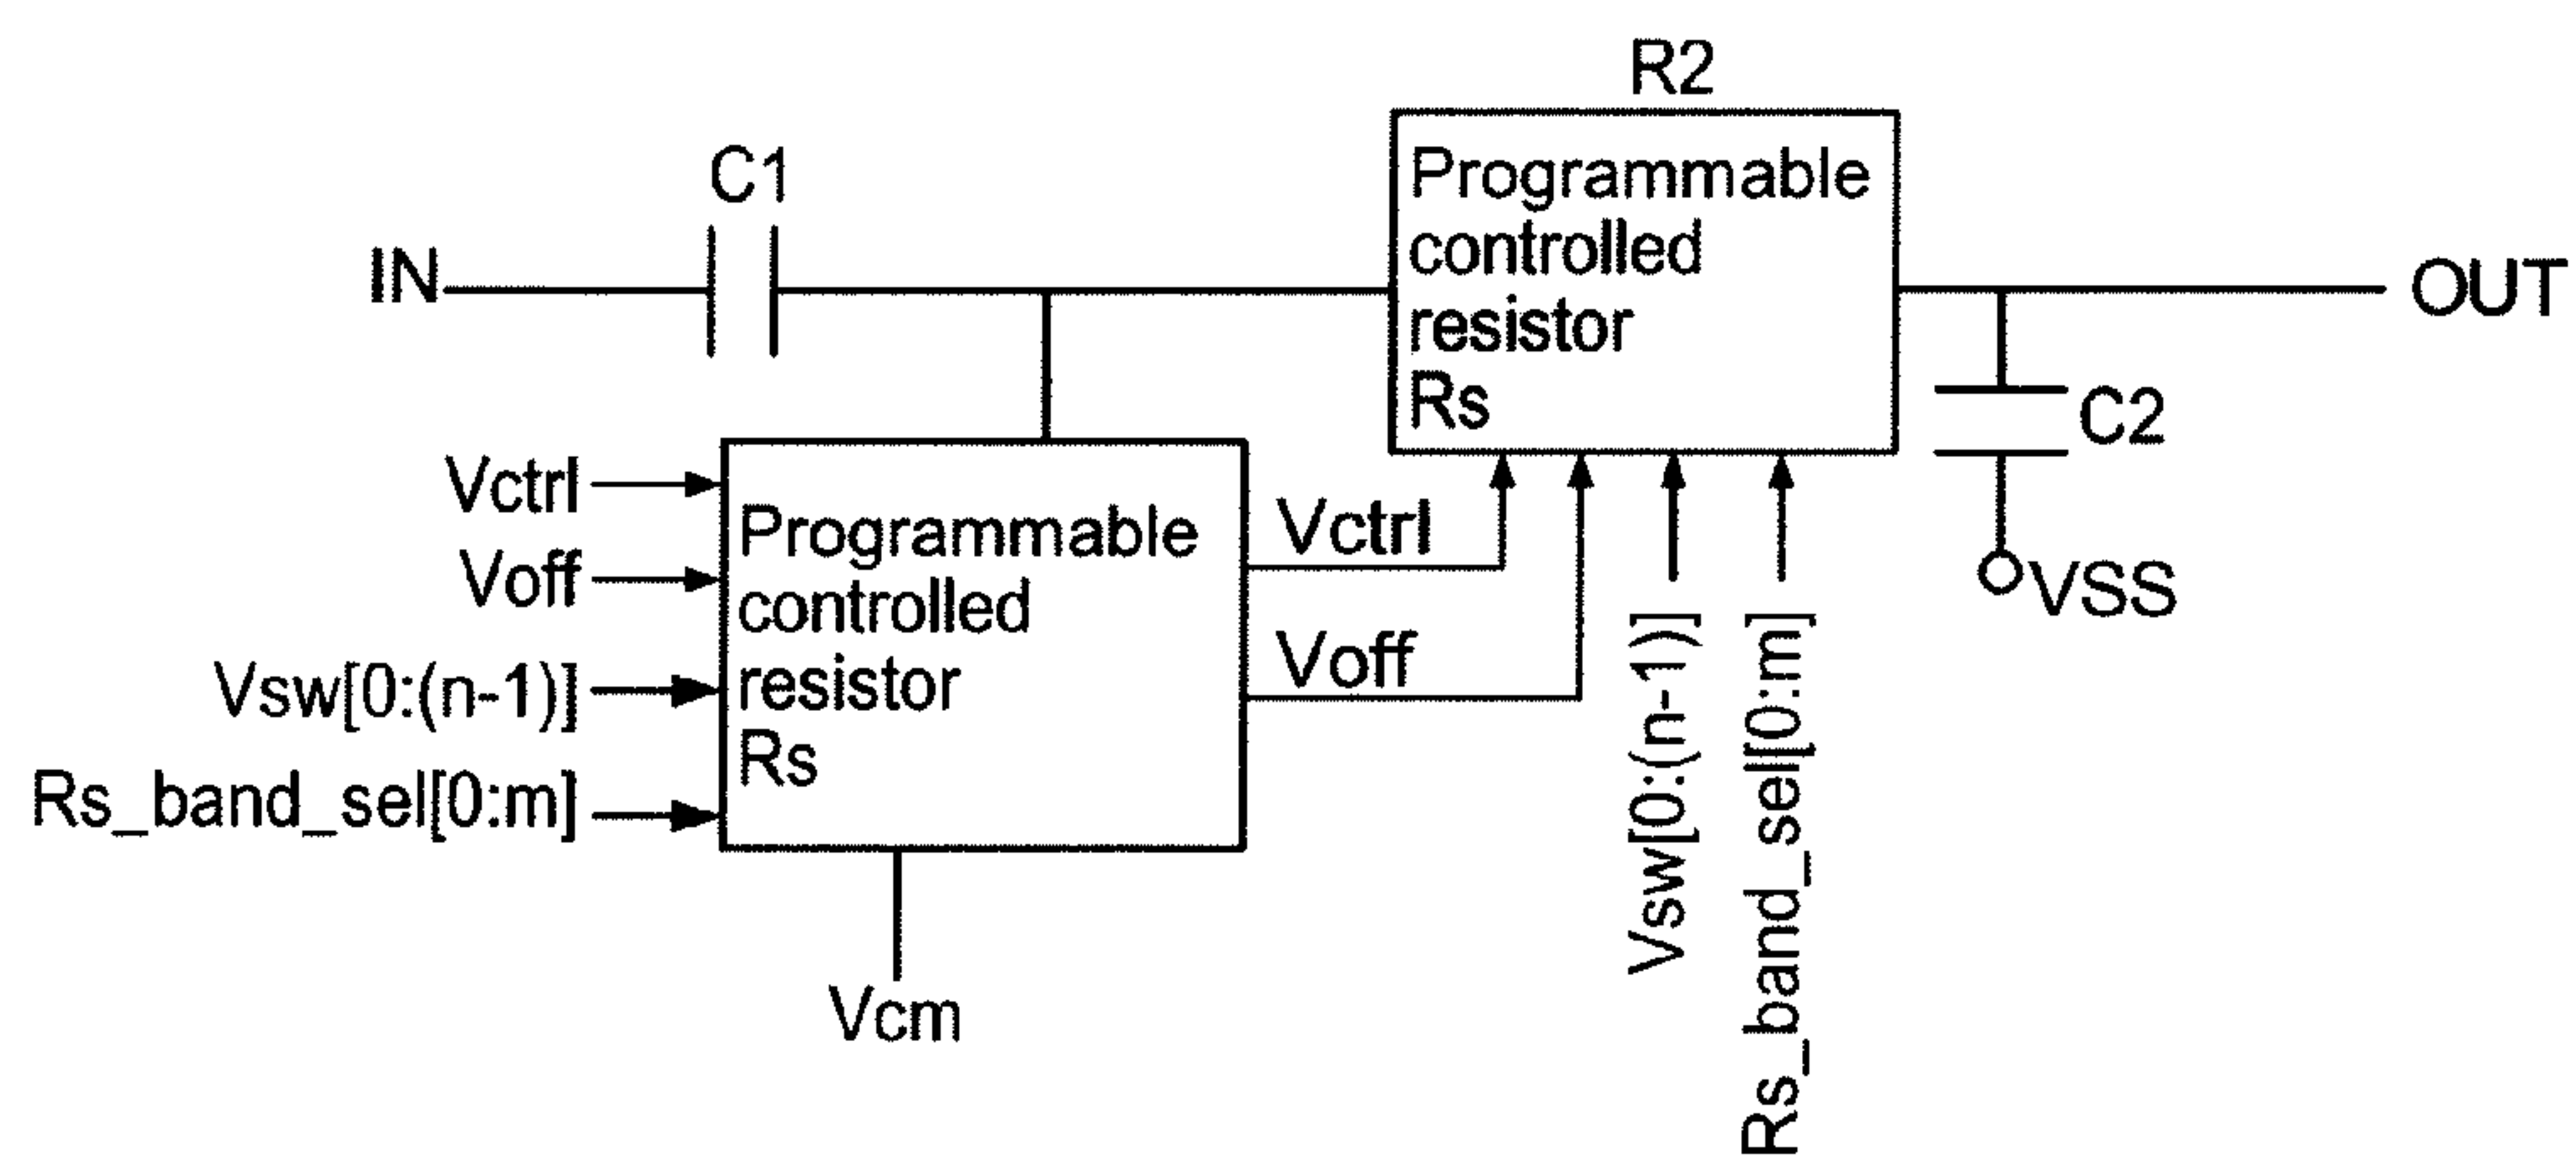 R2
C1
Programmable
controlled
resistor
Rs
IN
OUT
C2
VSS
Vctrl
Voff
Vsw[0:(n-1)]
Rs_band_sel[0:m]
Programmable
controlled
resistor
Rs
Vctrl
Voff
Vsw[0:(n-1)]
Rs_band_sel[0:m]
Vcm